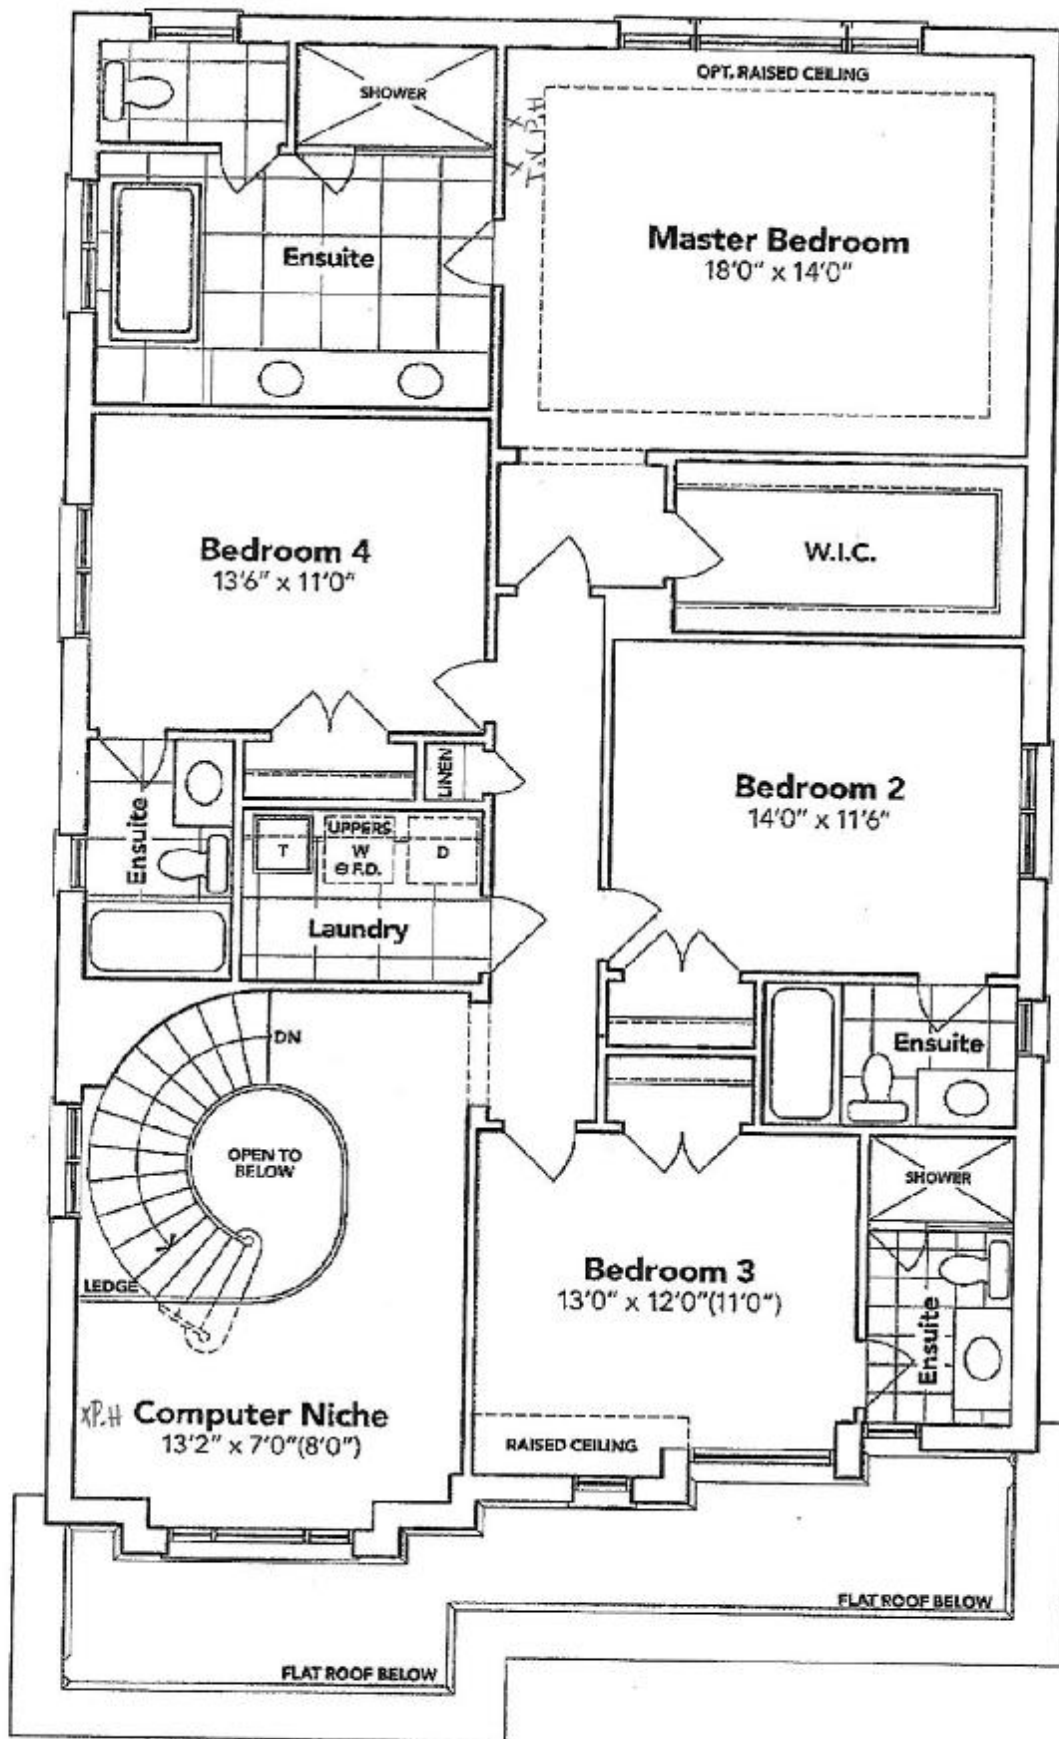 OPT. RAISED CEILING
SHOWER
T.V P.H
Master Bedroom
18'0" x 14'0"
Ensuite
Bedroom 4
13'6" x 11'0"
W.I.C.
LINEN
Bedroom 2
14'0" x 11'6"
Ensuite
UPPERS
T
W
D
F.D.
Laundry
DN
Ensuite
OPEN TO
BELOW
SHOWER
LEDGE
Bedroom 3
13'0" x 12'0"(11'0")
Ensuite
XP.H
Computer Niche
13'2" x 7'0"(8'0")
RAISED CEILING
FLAT ROOF BELOW
FLAT ROOF BELOW